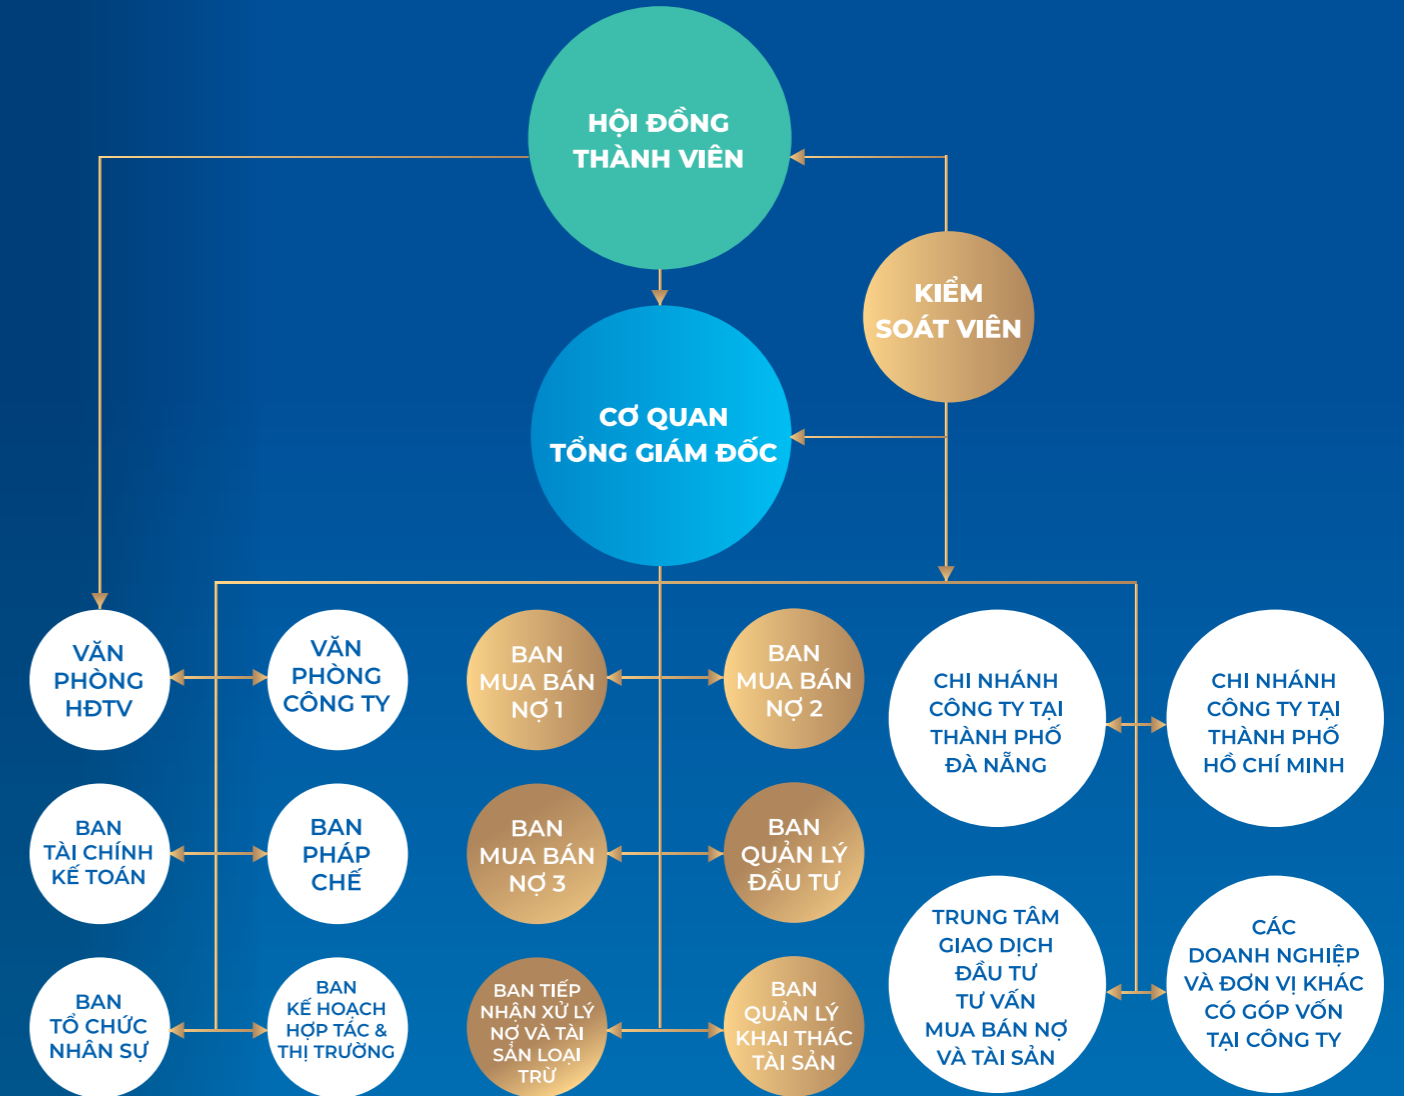 HỘI ĐỒNG
THÀNH VIÊN
KIỂM
SOÁT VIÊN
CƠ QUAN
TỔNG GIÁM ĐỐC
VĂN
PHÒNG
HĐTV
VĂN
PHÒNG
CÔNG TY
BAN
MUA BÁN
NỢ 1
BAN
MUA BÁN
NỢ 2
CHI NHÁNH
CÔNG TY TẠI
THÀNH PHỐ
ĐÀ NẴNG
CHI NHÁNH
CÔNG TY TẠI
THÀNH PHỐ
HỒ CHÍ MINH
BAN
TÀI CHÍNH
KẾ TOÁN
BAN
PHÁP
CHẾ
BAN
MUA BÁN
NỢ 3
BAN
QUẢN LÝ
ĐẦU TƯ
BAN
TỔ CHỨC
NHÂN SỰ
BAN
KẾ HOẠCH
HỢP TÁC &
THỊ TRƯỜNG
BAN TIẾP
NHẬN XỬ LÝ
NỢ VÀ TÀI
SẢN LOẠI
TRỪ
BAN
QUẢN LÝ
KHAI THÁC
TÀI SẢN
TRUNG TÂM
GIAO DỊCH
ĐẦU TƯ
TƯ VẤN
MUA BÁN NỢ
VÀ TÀI SẢN
CÁC
DOANH NGHIỆP
VÀ ĐƠN VỊ KHÁC
CÓ GÓP VỐN
TẠI CÔNG TY